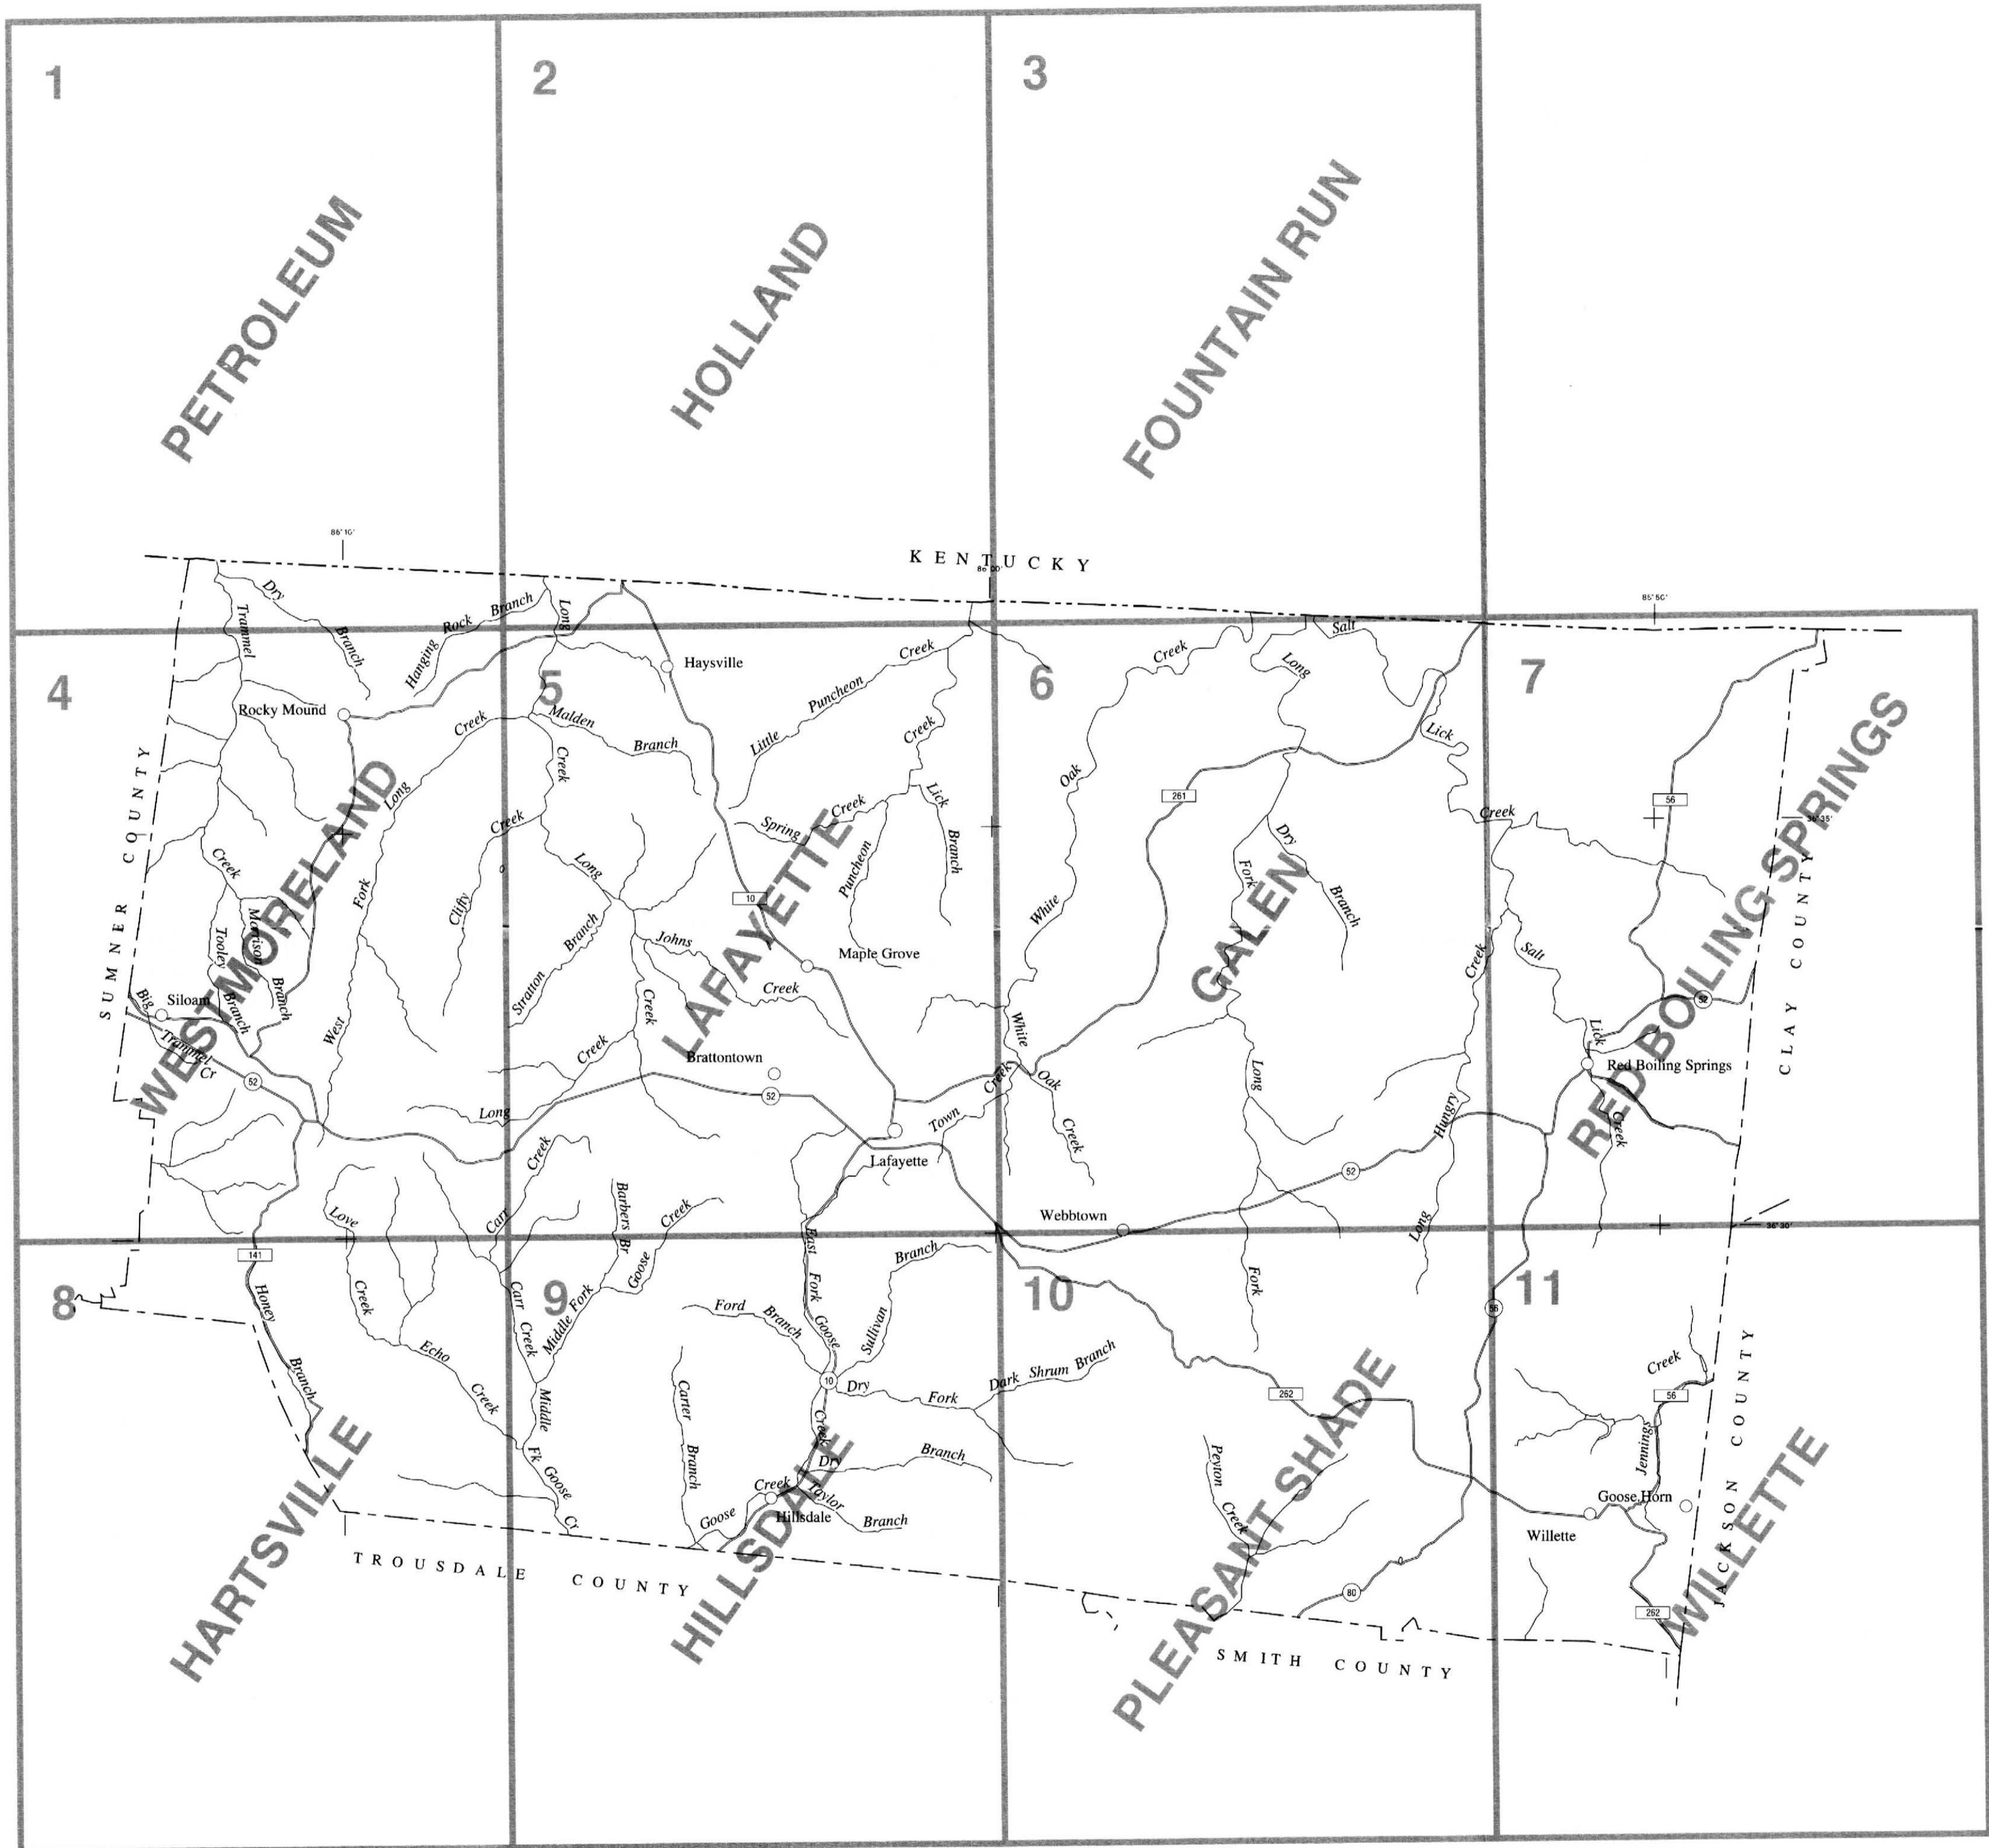 1
2
3
PETROLEUM
HOLLAND
FOUNTAIN RUN
86°10'
KENTUCKY
86°00'
85°50'
Dry
Branch
Trammel
Hanging Rock Branch
Long
Salt
4
5
6
7
Haysville
Rocky Mound
Creek
Malden
Branch
Little Puncheon Creek
Creek
Long
Creek
Lick
SUMNER COUNTY
WESTMORELAND
LAFAYETTE
GALEN
RED BOILING SPRINGS
Creek
Creek
Long
Oak
261
56
36°35'
Spring Creek
Lick
Branch
Creek
Creek
Clifty
Long
Puncheon
Dry
Branch
Fork
Fork
10
White
CLAY COUNTY
Morrison
Branch
Tooley
Branch
Stratton Branch
Johns
Creek
Maple Grove
Creek
Salt
Siloam
Big
Trammel
Cr
52
West
Creek
Creek
White
Oak
Creek
52
Lick
Red Boiling Springs
Brattontown
52
Long
Town Creek
Long
Hungry
Creek
Carr Creek
Lafayette
52
Love
Creek
Barbers Br
Goose Creek
Webbtown
Long
36°30'
141
8
9
10
11
Honey
Branch
Carr Creek
Middle Fork
East Fork Goose
Creek
Branch
Sullivan
Ford
Branch
Fork
56
Echo
Creek
Middle
Fk
Goose
Cr
10
Dry
Fork
Dark Shrum Branch
262
Creek
56
Jennings
Carter
Branch
Dry
Branch
Peyton
Creek
Goose Creek
Taylor
Branch
Hillsdale
Goose Horn
Willette
HARTSVILLE
HILLSDALE
PLEASANT SHADE
WILLETTE
JACKSON COUNTY
TROUSDALE COUNTY
80
262
SMITH COUNTY